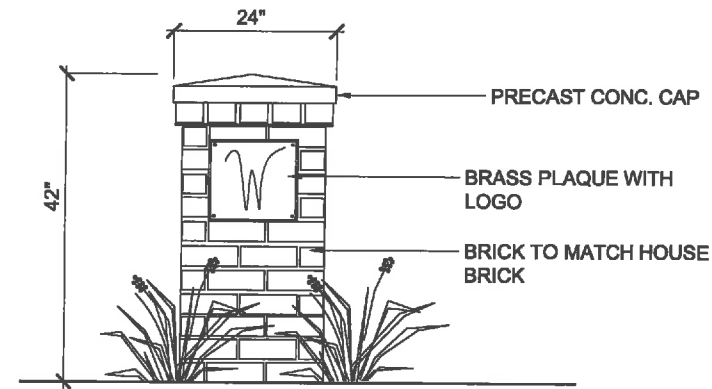 24"
PRECAST CONC. CAP
42"
W
BRASS PLAQUE WITH
LOGO
BRICK TO MATCH HOUSE
BRICK